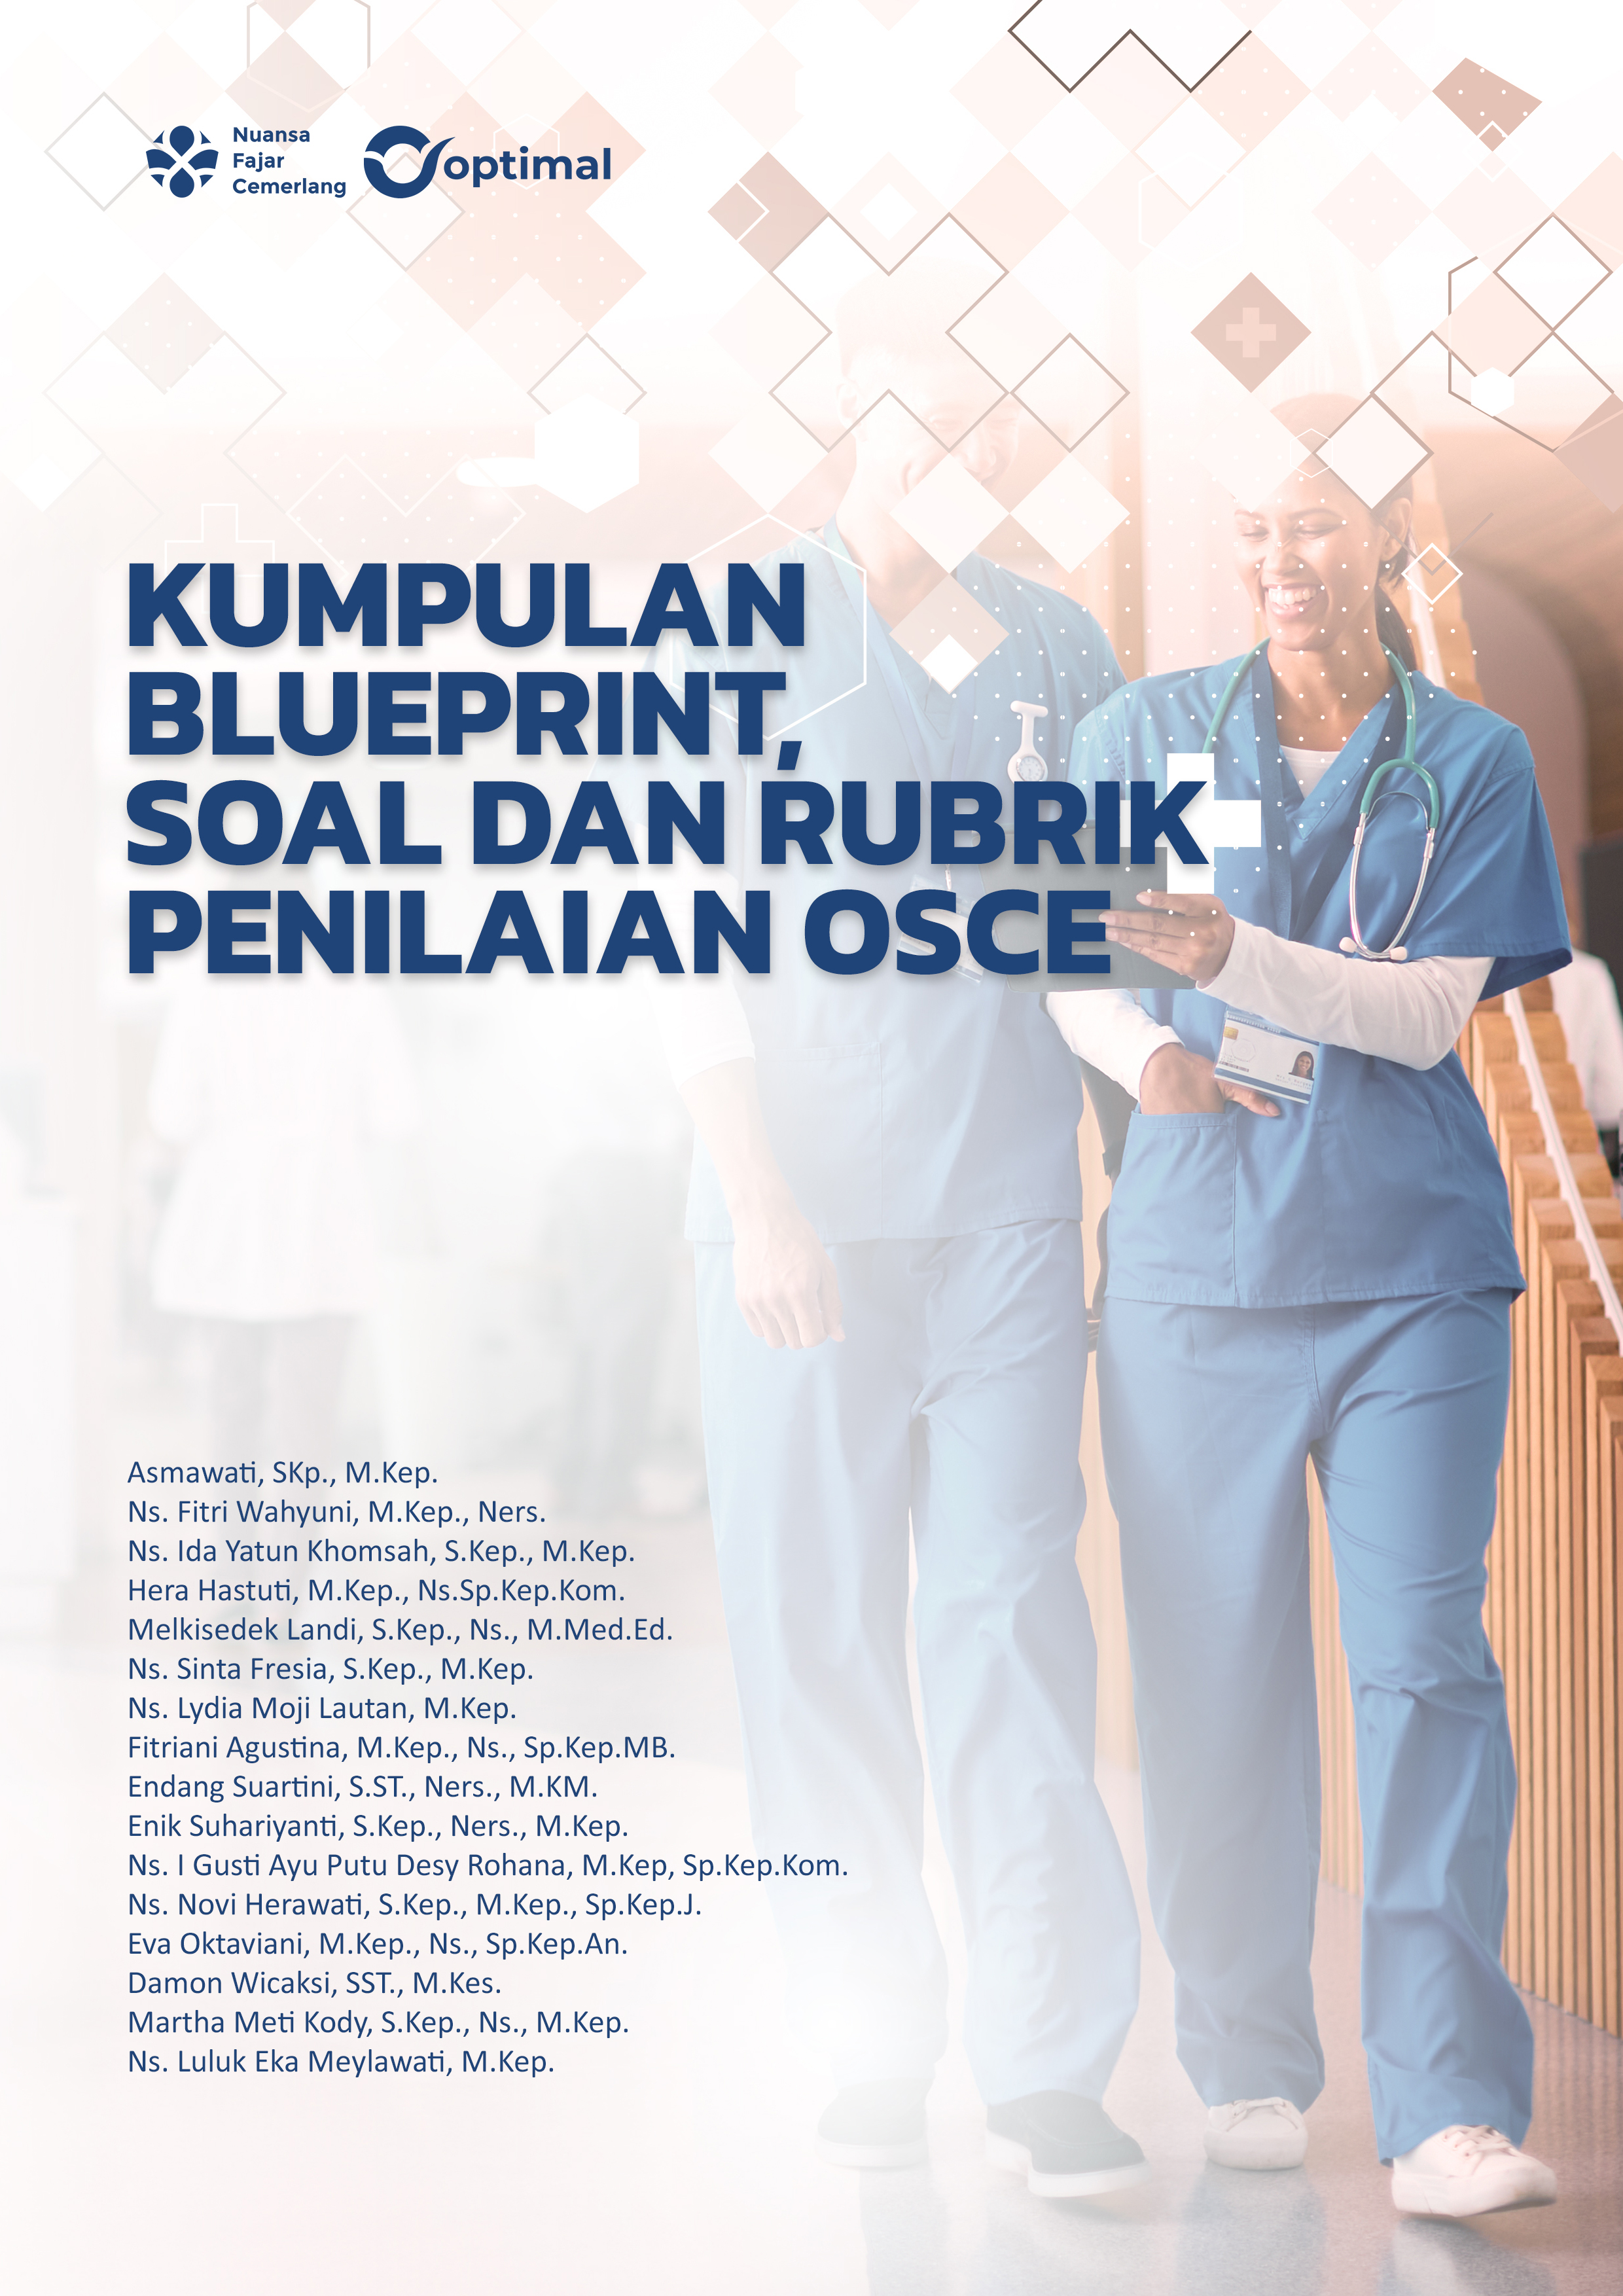 Nuansa
Fajar
Cemerlang
optimal
KUMPULAN
BLUEPRINT,
SOAL DAN RUBRIK
PENILAIAN OSCE
Asmawati, SKp., M.Kep.
Ns. Fitri Wahyuni, M.Kep., Ners.
Ns. Ida Yatun Khomsah, S.Kep., M.Kep.
Hera Hastuti, M.Kep., Ns.Sp.Kep.Kom.
Melkisedek Landi, S.Kep., Ns., M.Med.Ed.
Ns. Sinta Fresia, S.Kep., M.Kep.
Ns. Lydia Moji Lautan, M.Kep.
Fitriani Agustina, M.Kep., Ns., Sp.Kep.MB.
Endang Suartini, S.ST., Ners., M.KM.
Enik Suhariyanti, S.Kep., Ners., M.Kep.
Ns. I Gusti Ayu Putu Desy Rohana, M.Kep, Sp.Kep.Kom.
Ns. Novi Herawati, S.Kep., M.Kep., Sp.Kep.J.
Eva Oktaviani, M.Kep., Ns., Sp.Kep.An.
Damon Wicaksi, SST., M.Kes.
Martha Meti Kody, S.Kep., Ns., M.Kep.
Ns. Luluk Eka Meylawati, M.Kep.